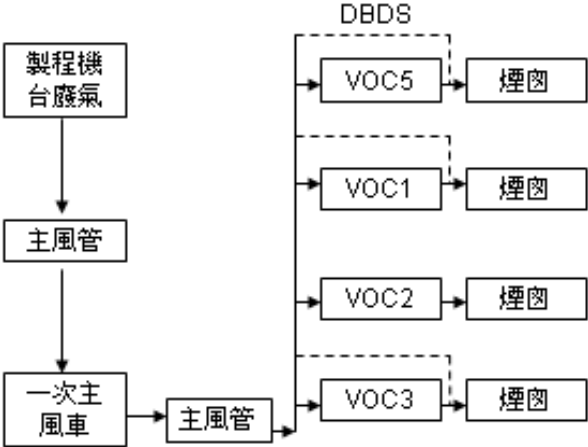 DBDS
製程機
台廢氣
VOC5
煙囪
VOC1
煙囪
主風管
VOC2
煙囪
一次主
風車
主風管
VOC3
煙囪